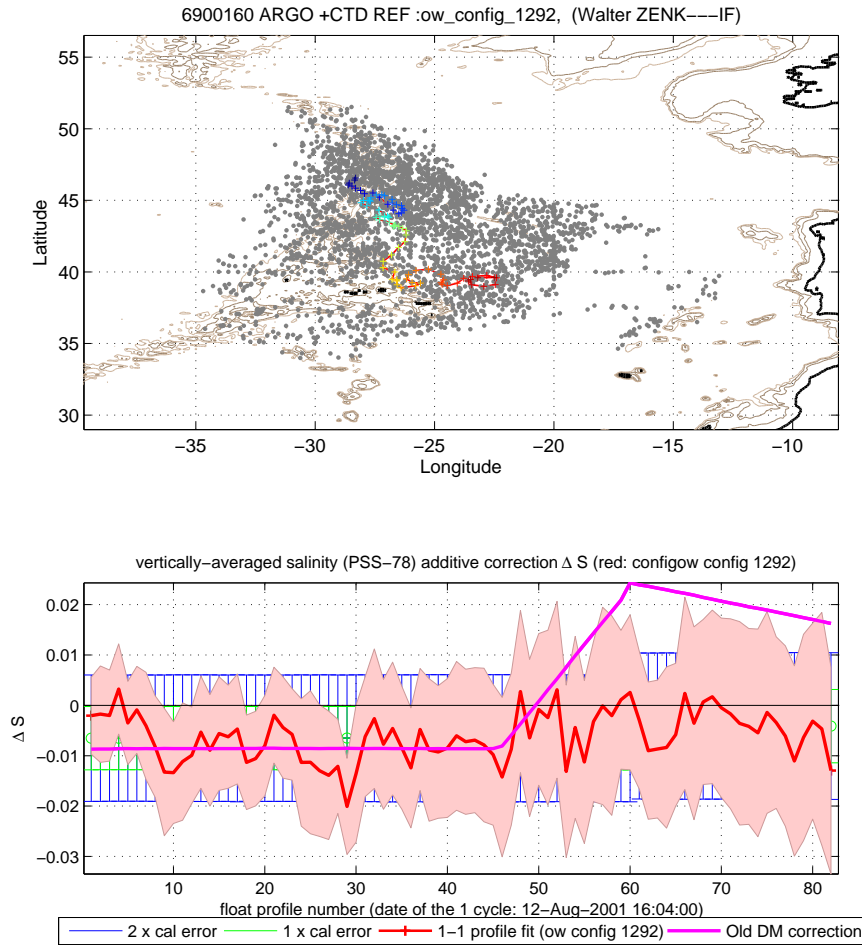 6900160 ARGO +CTD REF :ow_config_1292,  (Walter ZENK−−−IF)
55
50
45
40
35
30
Latitude
−35
−30
−25
−20
−15
−10
Longitude
vertically−averaged salinity (PSS−78) additive correction Δ S (red: configow config 1292)
0.02
0.01
0
−0.01
−0.02
−0.03
Δ S
10
20
30
40
50
60
70
80
float profile number (date of the 1 cycle: 12−Aug−2001 16:04:00)
2 x cal error
1 x cal error
1−1 profile fit (ow config 1292)
Old DM correction